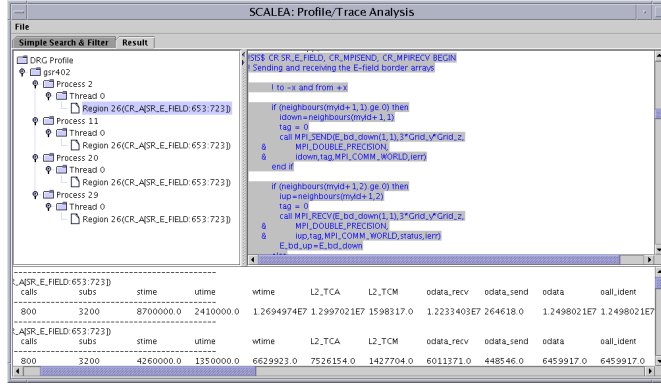 SCALEA: Profile/Trace Analysis
File
Simple Search & Filter Result
DRG Profile
gsr402
Process 2
Thread 0
Region 26(CR_A[SR_E_FIELD:653:723])
Process 11
Thread 0
Region 26(CR_A[SR_E_FIELD:653:723])
Process 20
Thread 0
Region 26(CR_A[SR_E_FIELD:653:723])
Process 29
Thread 0
Region 26(CR_A[SR_E_FIELD:653:723])
!SIS$ CR SR_E_FIELD, CR_MPISEND, CR_MPIRECV BEGIN
! Sending and receiving the E-field border arrays
! to -x and from +x
if (neighbours(myid+1,1).ge.0) then
idown=neighbours(myid+1,1)
tag = 0
call MPI_SEND(E_bd_down(1,1),3*Grid_y*Grid_z,
& MPI_DOUBLE_PRECISION,
& idown,tag,MPI_COMM_WORLD,ierr)
end if
if (neighbours(myid+1,2).ge.0) then
iup=neighbours(myid+1,2)
tag = 0
call MPI_RECV(E_bd_down(1,1),3*Grid_y*Grid_z,
& MPI_DOUBLE_PRECISION,
& iup,tag,MPI_COMM_WORLD,status,ierr)
E_bd_up=E_bd_down
R_A[SR_E_FIELD:653:723])
calls subs stime utime wtime L2_TCA L2_TCM odata_recv odata_send odata oall_ident
800 3200 8700000.0 2410000.0 1.2694974E7 1.2997021E7 1598317.0 1.2233403E7 264618.0 1.2498021E7 1.2498021E7
R_A[SR_E_FIELD:653:723])
calls subs stime utime wtime L2_TCA L2_TCM odata_recv odata_send odata oall_ident
800 3200 4260000.0 1350000.0 6629923.0 7526154.0 1427704.0 6011371.0 448546.0 6459917.0 6459917.0